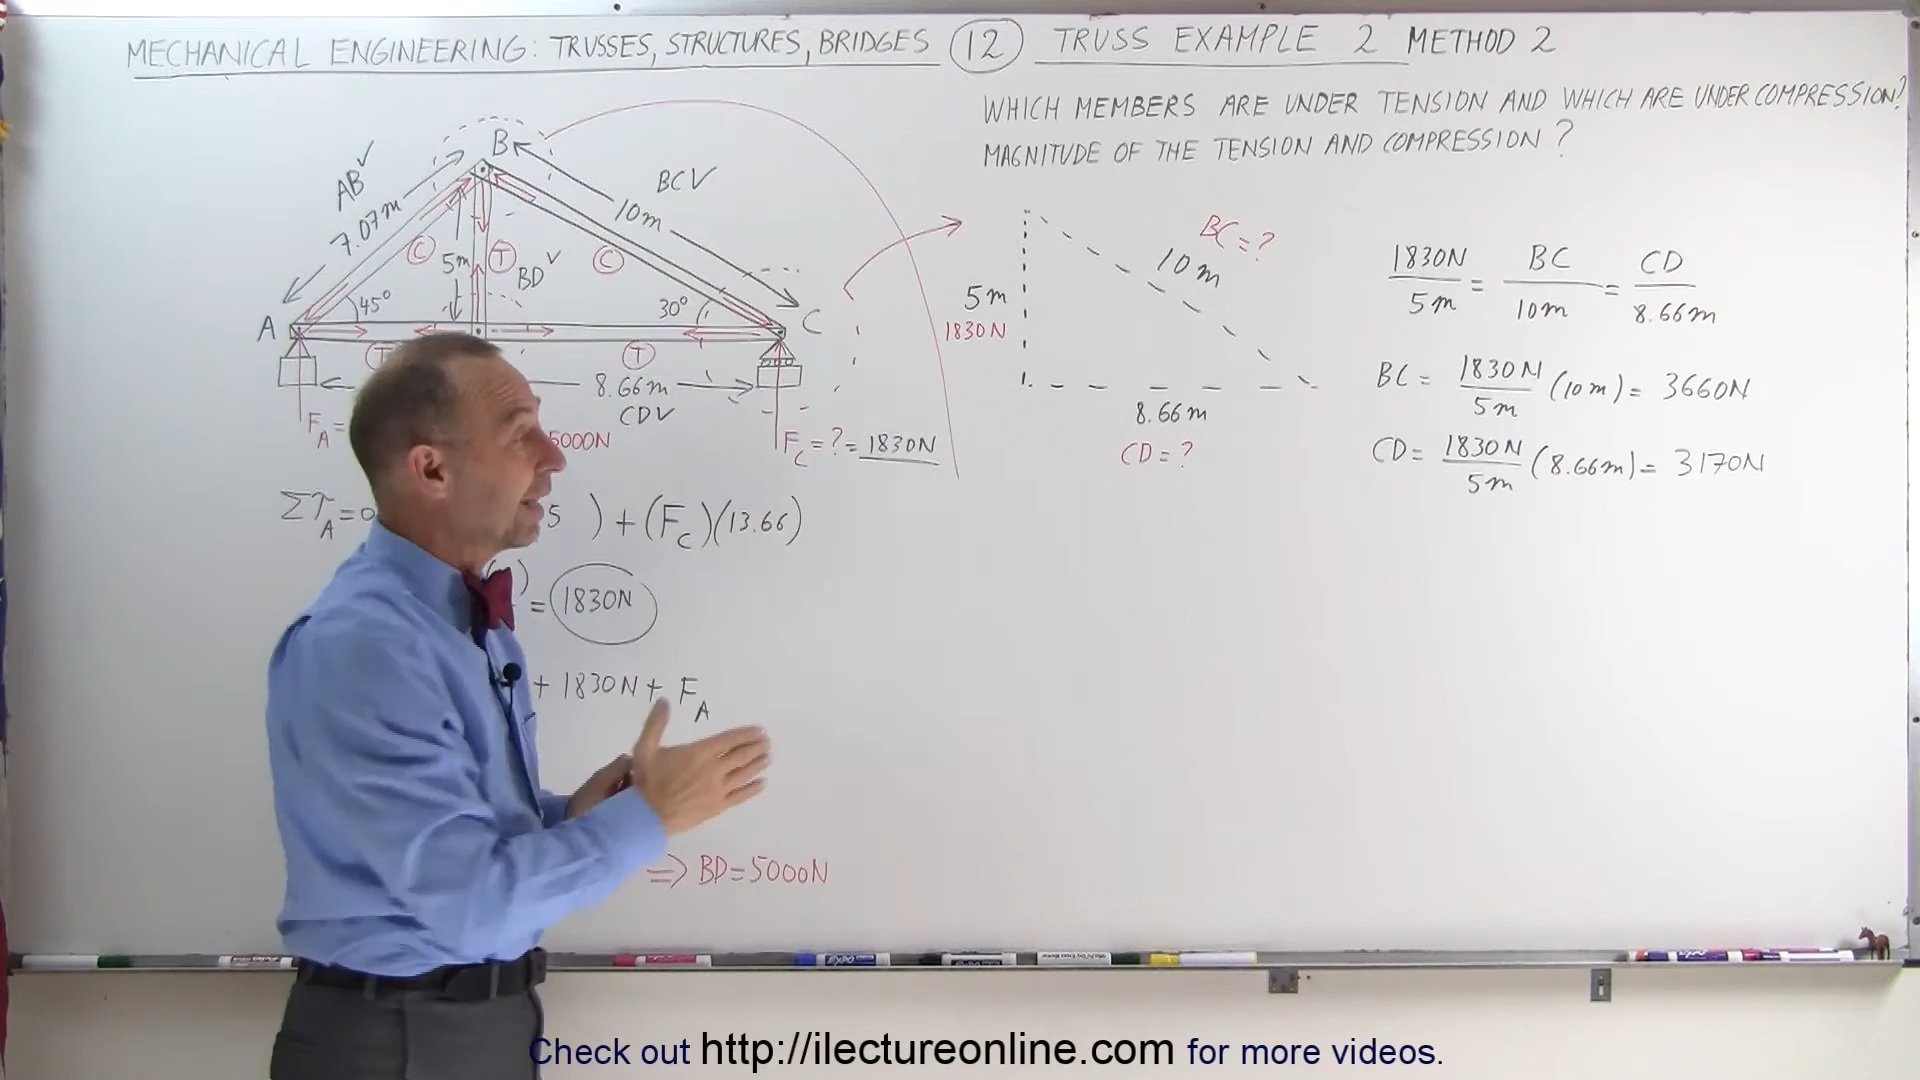 MECHANICAL ENGINEERING: TRUSSES, STRUCTURES, BRIDGES 12 TRUSS EXAMPLE 2 METHOD 2
WHICH MEMBERS ARE UNDER TENSION AND WHICH ARE UNDER COMPRESSION?
MAGNITUDE OF THE TENSION AND COMPRESSION?
B
AB✓
BC✓
7.07m
10m
C
5m
T
BD✓
C
45°
30°
A
C
T
T
8.66m
CD✓
F_A=
5000N
F_C=?=1830N
BC=?
10m
5m
1830N
8.66m
CD=?
1830N/5m = BC/10m = CD/8.66m
BC = 1830N/5m (10m) = 3660N
CD = 1830N/5m (8.66m) = 3170N
Στ_A=0
5 ) + (F_C)(13.66)
= 1830N
+ 1830N + F_A
⇒ BD=5000N
Check out http://ilectureonline.com for more videos.